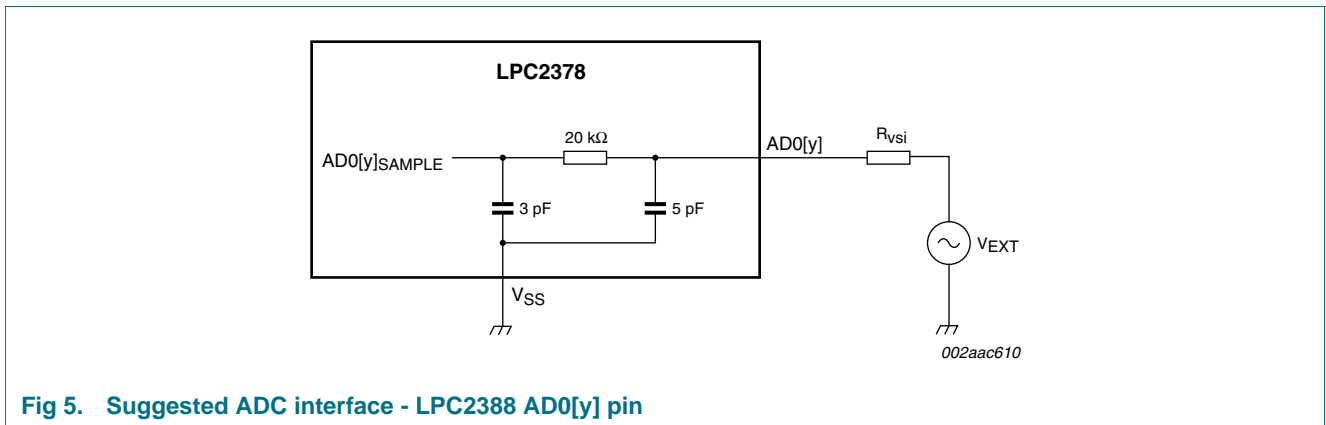 LPC2378
20 kΩ
AD0[y]SAMPLE
AD0[y]
Rvsi
3 pF
5 pF
VEXT
VSS
002aac610
Fig 5. Suggested ADC interface - LPC2388 AD0[y] pin